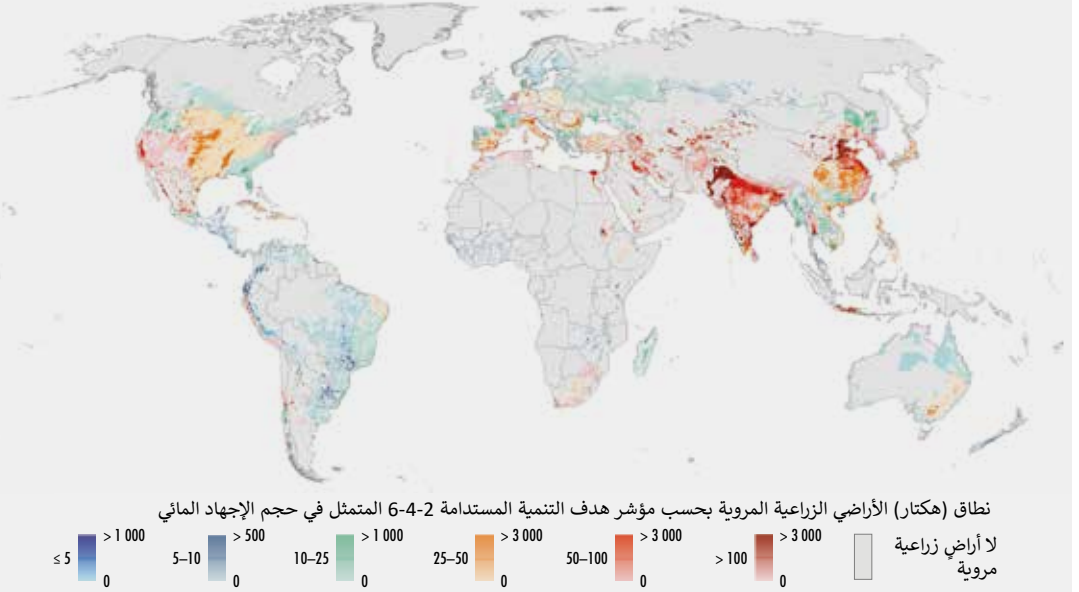 نطاق (هكتار) الأراضي الزراعية المروية بحسب مؤشر هدف التنمية المستدامة 2-4-6 المتمثل في حجم الإجهاد المائي
لا أراضٍ زراعية
مروية
> 100
> 3 000
0
50–100
> 3 000
0
25–50
> 3 000
0
10–25
> 1 000
0
5–10
> 500
0
≤ 5
> 1 000
0